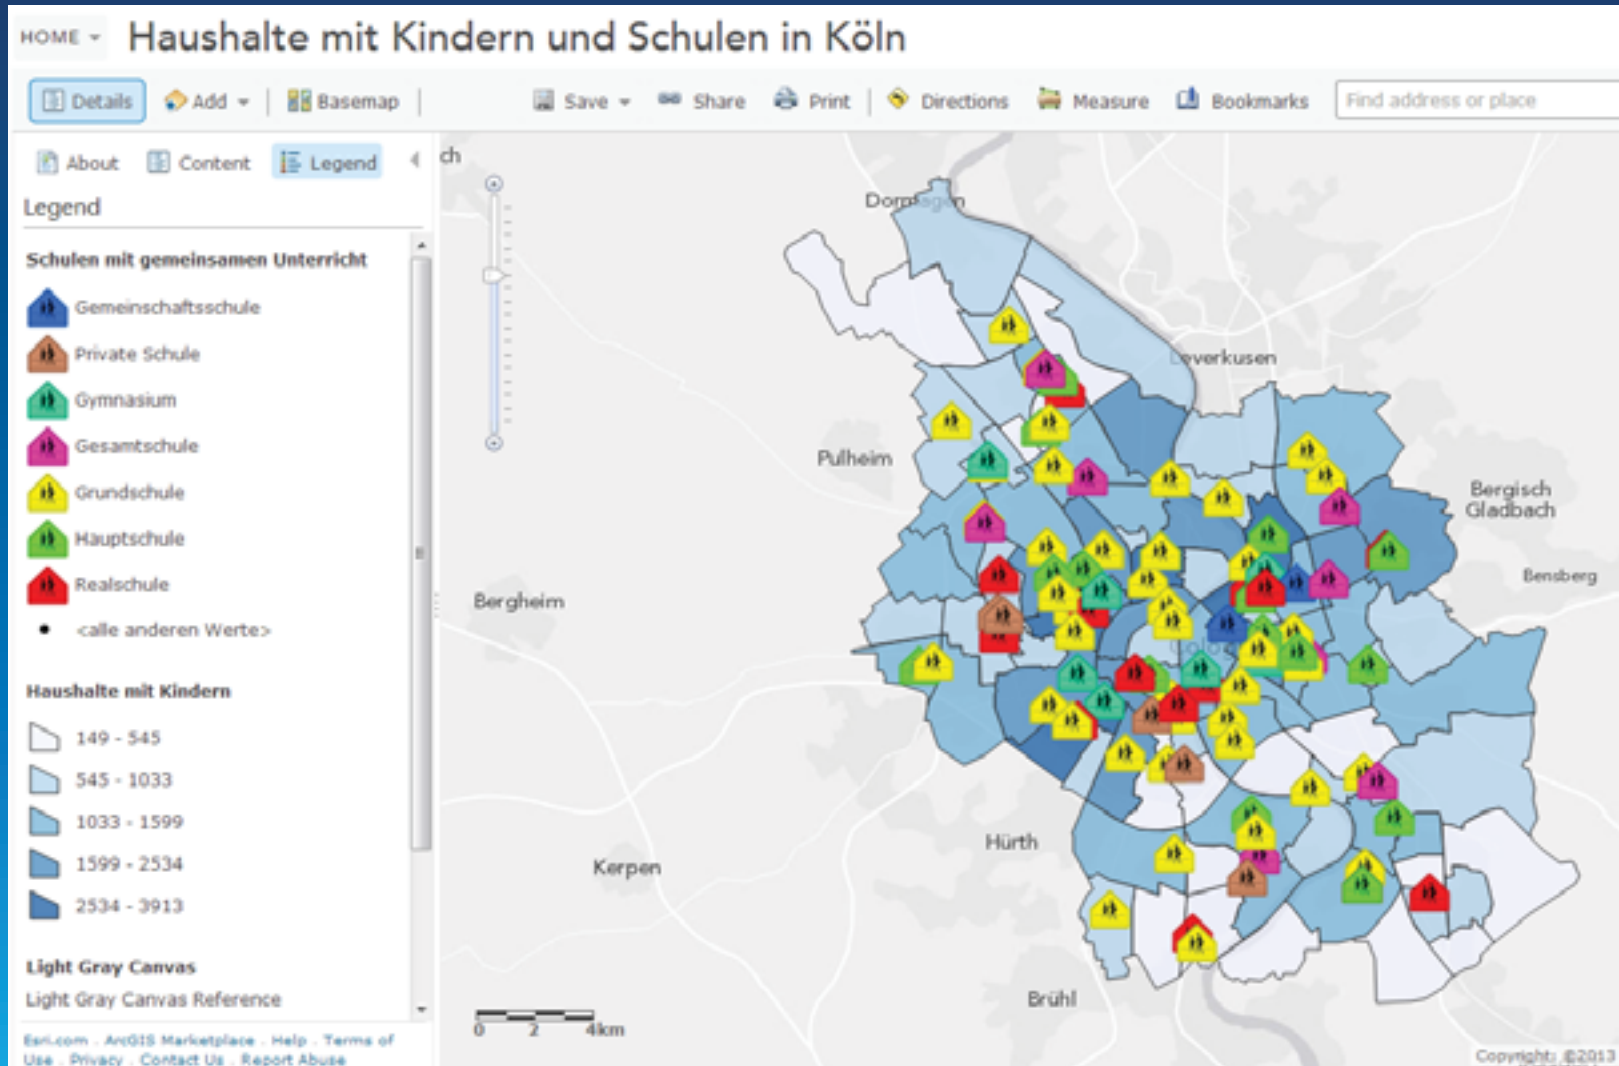 HOME
Haushalte mit Kindern und Schulen in Köln
Details
Add
Basemap
Save
Share
Print
Directions
Measure
Bookmarks
Find address or place
About
Content
Legend
Legend
Schulen mit gemeinsamen Unterricht
Gemeinschaftsschule
Private Schule
Gymnasium
Gesamtschule
Grundschule
Hauptschule
Realschule
<alle anderen Werte>
Haushalte mit Kindern
149 - 545
545 - 1033
1033 - 1599
1599 - 2534
2534 - 3913
Light Gray Canvas
Light Gray Canvas Reference
Esri.com . ArcGIS Marketplace . Help . Terms of
Use . Privacy . Contact Us . Report Abuse
ch
Dormagen
Leverkusen
Pulheim
Bergisch
Gladbach
Bensberg
Bergheim
Cologne
Hürth
Kerpen
Brühl
0 2 4km
Copyright: ©2013